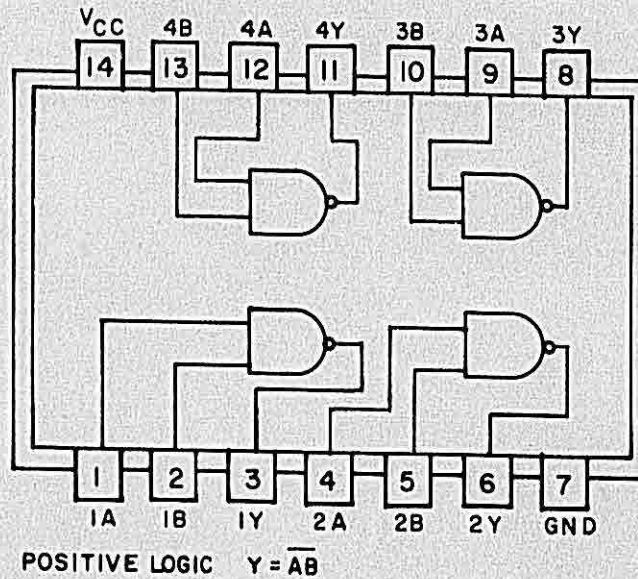 VCC 4B 4A 4Y 3B 3A 3Y
14 13 12 11 10 9 8
1 2 3 4 5 6 7
1A 1B 1Y 2A 2B 2Y GND
POSITIVE LOGIC Y = A̅B̅